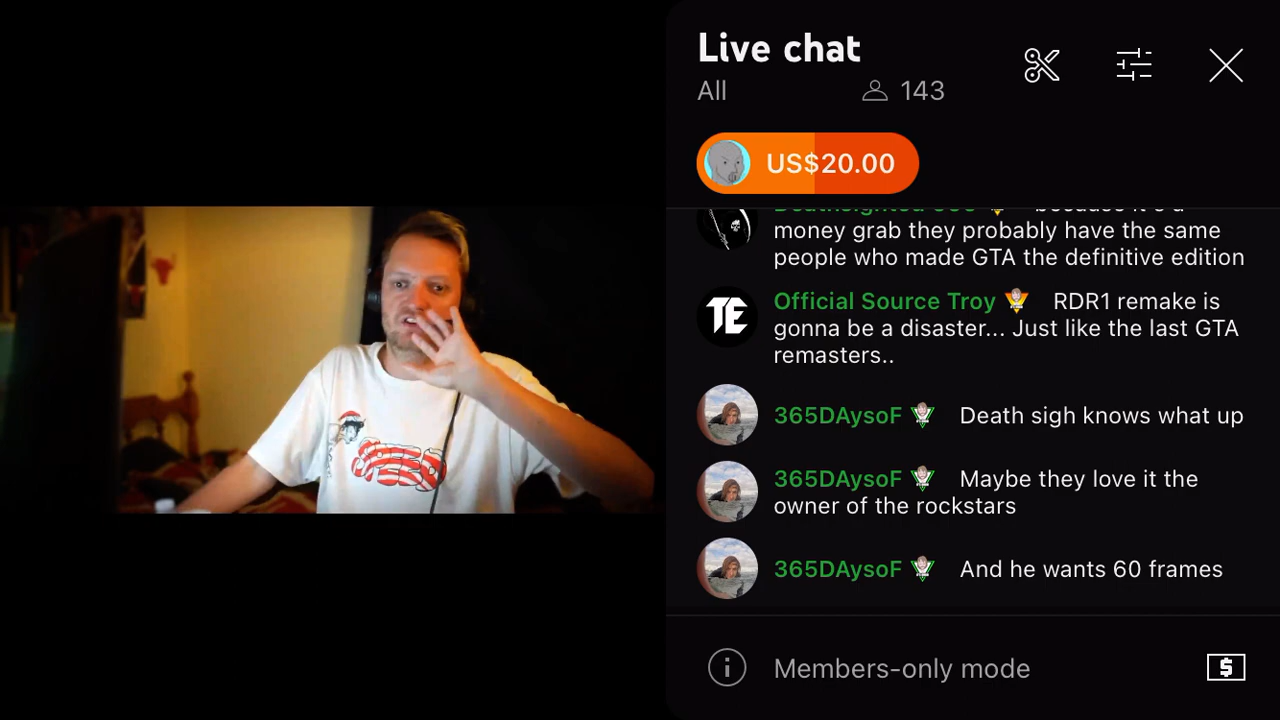 Live chat
All 143
US$20.00
because it's a
money grab they probably have the same
people who made GTA the definitive edition
TE
Official Source Troy RDR1 remake is
gonna be a disaster... Just like the last GTA
remasters..
365DAysoF Death sigh knows what up
365DAysoF Maybe they love it the
owner of the rockstars
365DAysoF And he wants 60 frames
Members-only mode